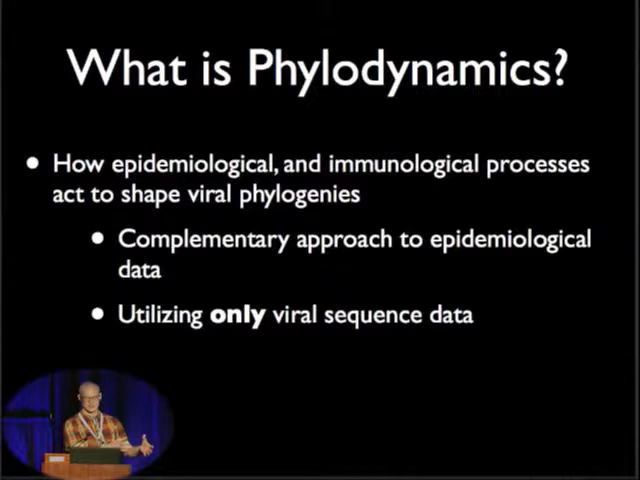 What is Phylodynamics?
• How epidemiological, and immunological processes
act to shape viral phylogenies
• Complementary approach to epidemiological
data
• Utilizing only viral sequence data